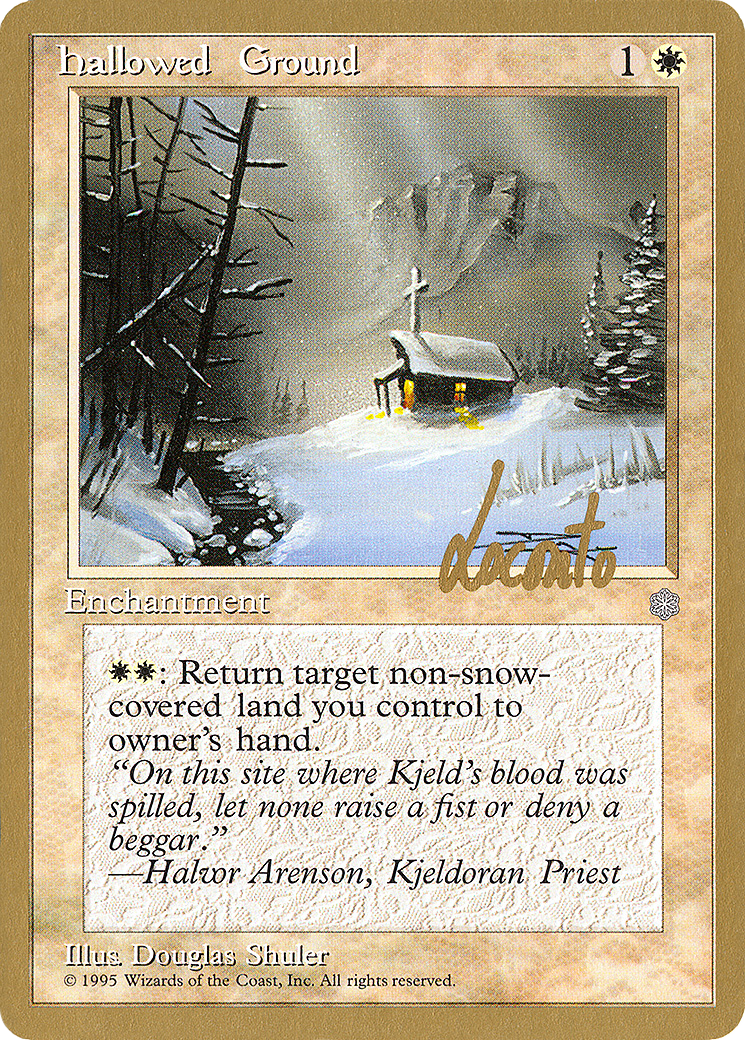 Hallowed Ground 1
Loconto
Enchantment
: Return target non-snow-
covered land you control to
owner's hand.
"On this site where Kjeld's blood was
spilled, let none raise a fist or deny a
beggar."
—Halvor Arenson, Kjeldoran Priest
Illus. Douglas Shuler
© 1995 Wizards of the Coast, Inc. All rights reserved.